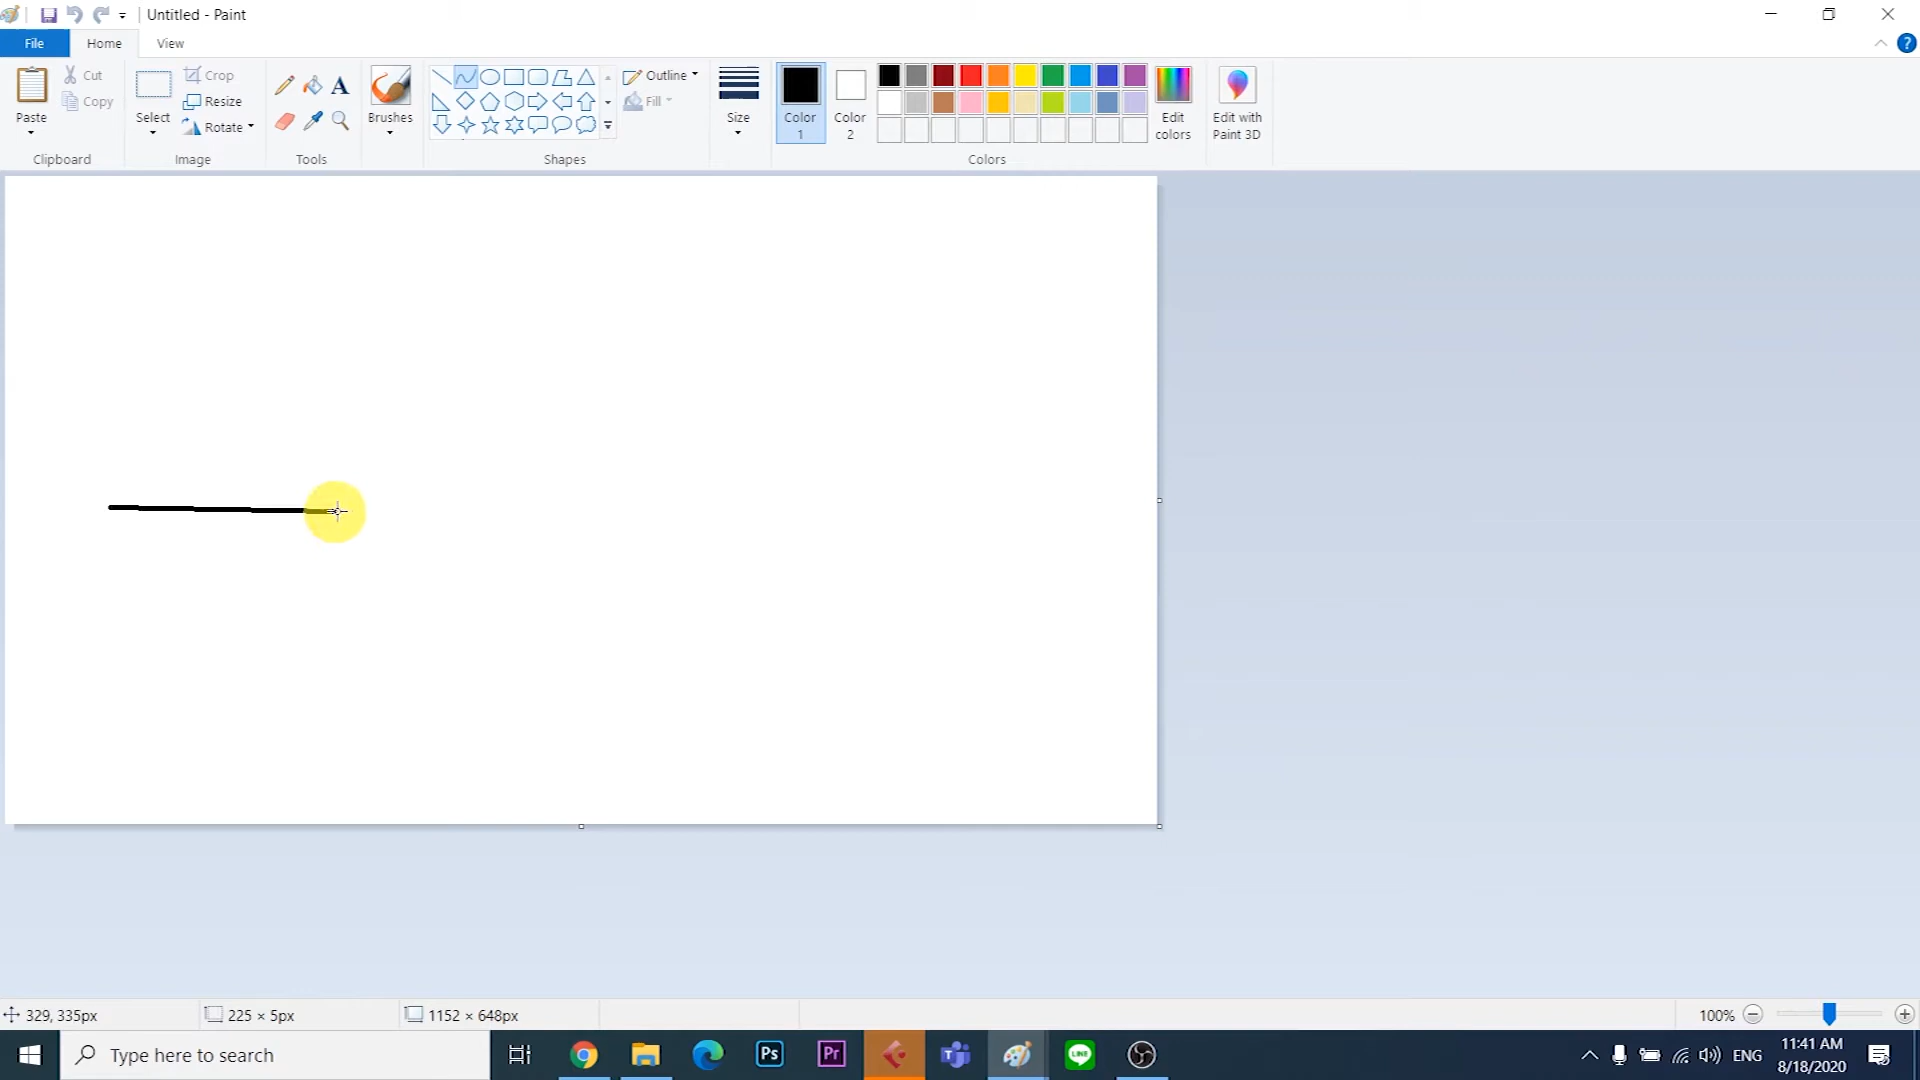 Untitled - Paint
File Home View
Paste Cut Copy
Clipboard
Select Crop Resize Rotate
Image
A
Tools
Brushes
Outline Fill
Shapes
Size
Color 1
Color 2
Edit colors
Colors
Edit with Paint 3D
?
329, 335px 225 × 5px 1152 × 648px 100%
Type here to search
Ps Pr T LINE
ENG
11:41 AM
8/18/2020